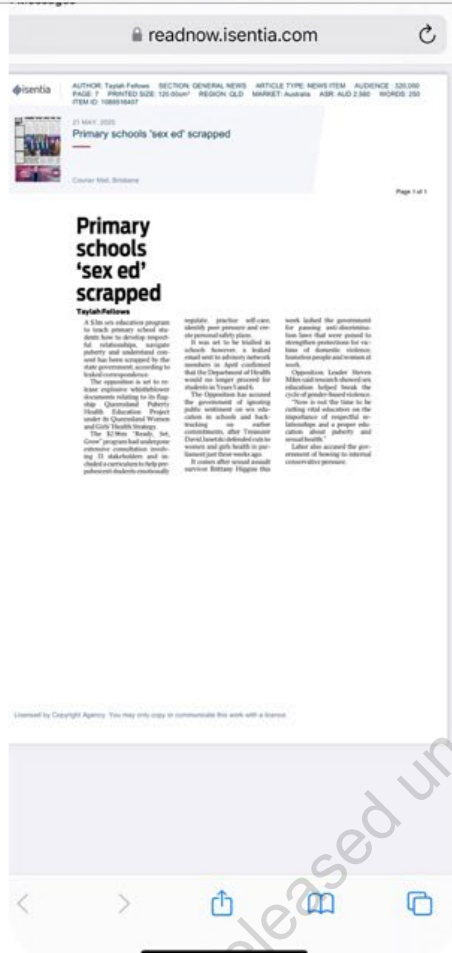 readnow.isentia.com
isentia
AUTHOR: Taylah Fellows SECTION: GENERAL NEWS ARTICLE TYPE: NEWS ITEM AUDIENCE: 320,000
PAGE: 7 PRINTED SIZE: 120.00cm² REGION: QLD MARKET: Australia ASR: AUD 2,560 WORDS: 250
ITEM ID:
21 MAY, 2025
Primary schools 'sex ed' scrapped
Courier Mail, Brisbane
Page 1 of 1
Primary
schools
'sex ed'
scrapped
Taylah Fellows
A $3m sex education program
to teach primary school stu-
dents how to develop respect-
ful relationships, navigate
puberty and understand con-
sent has been scrapped by the
state government, according to
leaked correspondence.
The opposition is set to re-
lease explosive whistleblower
documents relating to its flag-
ship Queensland Puberty
Health Education Project
under its Queensland Women
and Girls' Health Strategy.
The $2.96m "Ready, Set,
Grow" program had undergone
extensive consultation involv-
ing 33 stakeholders and in-
cluded a curriculum to help pre-
pubescent students emotionally
regulate, practice self-care,
identify peer pressure and cre-
ate personal safety plans.
It was set to be trialled in
schools however, a leaked
email sent to advisory network
members in April confirmed
that the Department of Health
would no longer proceed for
students in Years 5 and 6.
The Opposition has accused
the government of ignoring
public sentiment on sex edu-
cation in schools and back-
tracking on earlier
commitments, after Treasurer
David Janetzki defended cuts to
women and girls health in par-
liament just three weeks ago.
It comes after sexual assault
survivor Brittany Higgins this
week lashed the government
for pausing anti-discrimina-
tion laws that were poised to
strengthen protections for vic-
tims of domestic violence,
homeless people and women at
work.
Opposition Leader Steven
Miles said research showed sex
education helped break the
cycle of gender-based violence.
"Now is not the time to be
cutting vital education on the
importance of respectful re-
lationships and a proper edu-
cation about puberty and
sexual health."
Labor also accused the gov-
ernment of bowing to internal
conservative pressure.
Licensed by Copyright Agency. You may only copy or communicate this work with a licence.